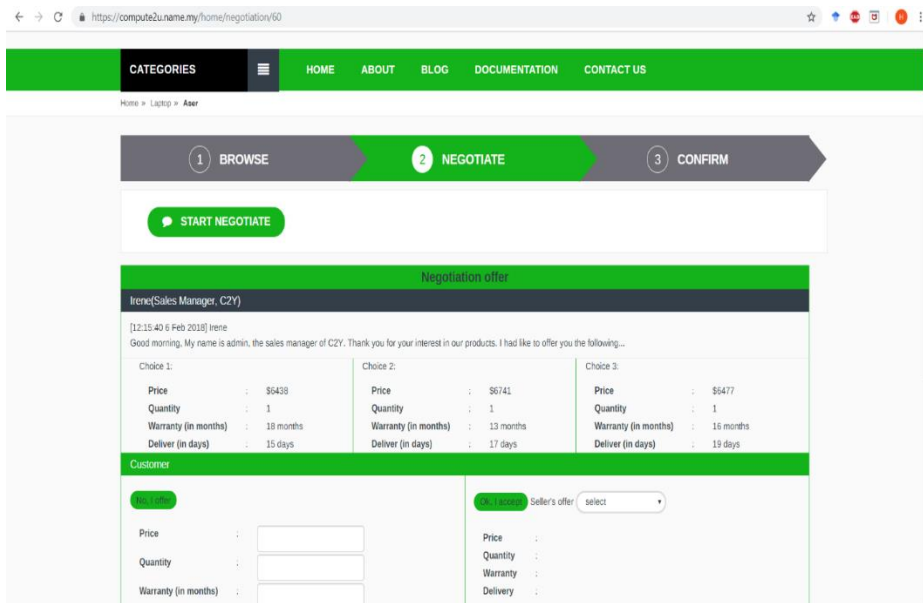 https://compute2u.name.my/home/negotiation/60
CATEGORIES HOME ABOUT BLOG DOCUMENTATION CONTACT US
Home » Laptop » Aser
1 BROWSE 2 NEGOTIATE 3 CONFIRM
START NEGOTIATE
Negotiation offer
Irene(Sales Manager, C2Y)
[12:15:40 6 Feb 2018] Irene
Good morning, My name is admin, the sales manager of C2Y. Thank you for your interest in our products. I had like to offer you the following...
Choice 1: Choice 2: Choice 3:
Price : $6438 Price : $6741 Price : $6477
Quantity : 1 Quantity : 1 Quantity : 1
Warranty (in months) : 18 months Warranty (in months) : 13 months Warranty (in months) : 16 months
Deliver (in days) : 15 days Deliver (in days) : 17 days Deliver (in days) : 19 days
Customer
No, I offer Ok, I accept Seller's offer select
Price : Price :
Quantity : Quantity :
Warranty :
Warranty (in months) : Delivery :